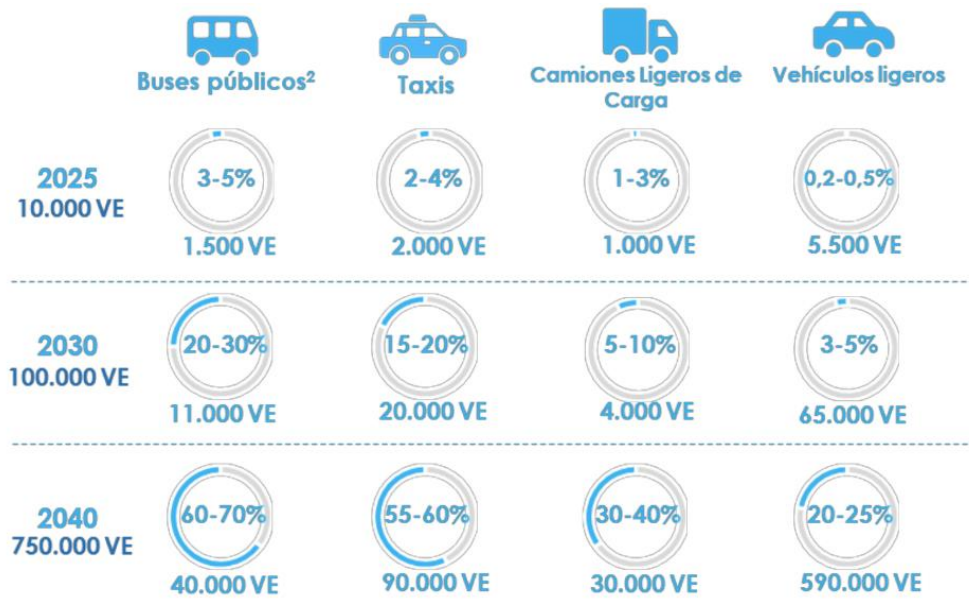 Buses públicos²
Taxis
Camiones Ligeros de
Carga
Vehículos ligeros
2025
10.000 VE
3-5%
1.500 VE
2-4%
2.000 VE
1-3%
1.000 VE
0,2-0,5%
5.500 VE
2030
100.000 VE
20-30%
11.000 VE
15-20%
20.000 VE
5-10%
4.000 VE
3-5%
65.000 VE
2040
750.000 VE
60-70%
40.000 VE
55-60%
90.000 VE
30-40%
30.000 VE
20-25%
590.000 VE